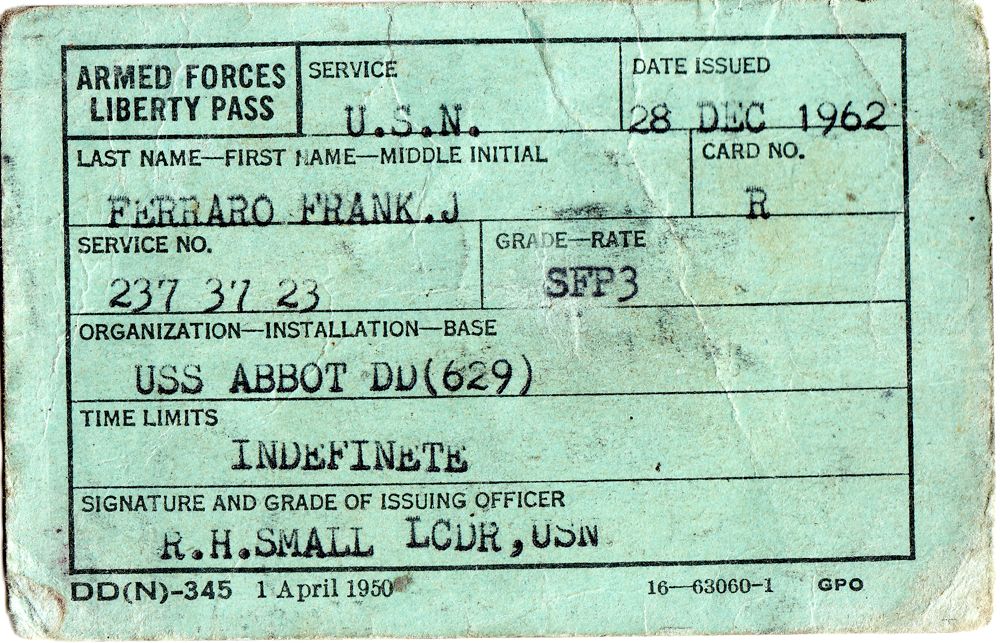 ARMED FORCES
LIBERTY PASS
SERVICE
U.S.N.
DATE ISSUED
28 DEC 1962
LAST NAME—FIRST NAME—MIDDLE INITIAL
FERRARO FRANK.J
CARD NO.
R
SERVICE NO.
237 37 23
GRADE—RATE
SFP3
ORGANIZATION—INSTALLATION—BASE
USS ABBOT DD(629)
TIME LIMITS
INDEFINETE
SIGNATURE AND GRADE OF ISSUING OFFICER
R.H.SMALL LCDR,USN
DD(N)-345 1 April 1950 16—63060-1 GPO